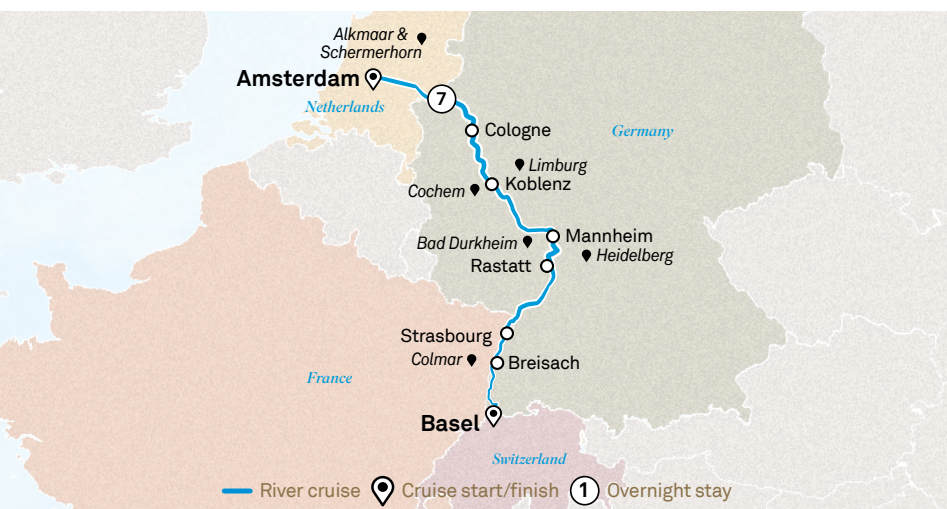 Alkmaar &
Schermerhorn
Amsterdam
Netherlands
7
Cologne
Germany
Limburg
Koblenz
Cochem
Mannheim
Bad Durkheim
Heidelberg
Rastatt
Strasbourg
Colmar
Breisach
France
Basel
Switzerland
River cruise
Cruise start/finish
1
Overnight stay